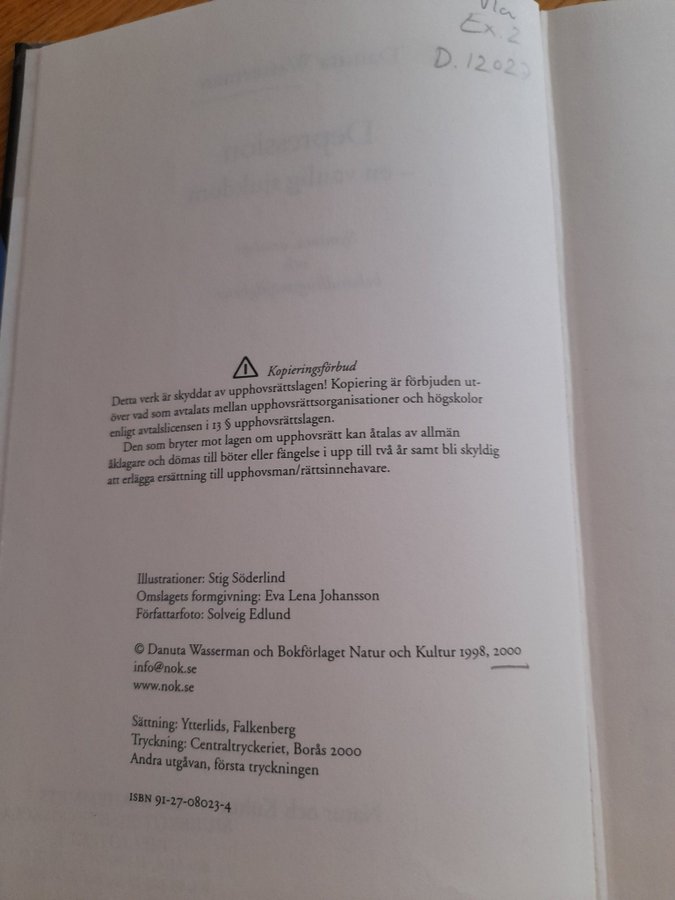 Vla
Ex. 2
D. 12027
Kopieringsförbud
Detta verk är skyddat av upphovsrättslagen! Kopiering är förbjuden ut-
över vad som avtalats mellan upphovsrättsorganisationer och högskolor
enligt avtalslicensen i 13 § upphovsrättslagen.
Den som bryter mot lagen om upphovsrätt kan åtalas av allmän
åklagare och dömas till böter eller fängelse i upp till två år samt bli skyldig
att erlägga ersättning till upphovsman/rättsinnehavare.
Illustrationer: Stig Söderlind
Omslagets formgivning: Eva Lena Johansson
Författarfoto: Solveig Edlund
© Danuta Wasserman och Bokförlaget Natur och Kultur 1998, 2000
info@nok.se
www.nok.se
Sättning: Ytterlids, Falkenberg
Tryckning: Centraltryckeriet, Borås 2000
Andra utgåvan, första tryckningen
ISBN 91-27-08023-4